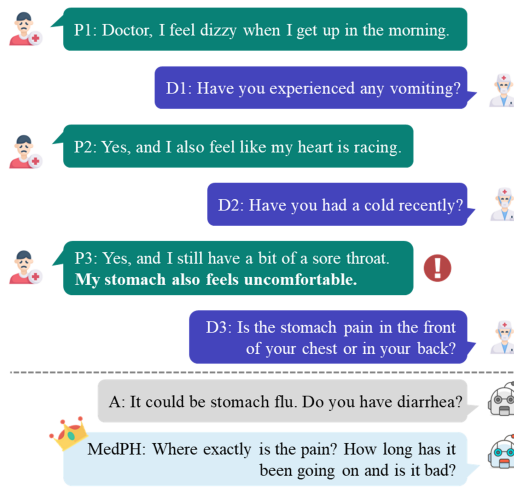 P1: Doctor, I feel dizzy when I get up in the morning.
D1: Have you experienced any vomiting?
P2: Yes, and I also feel like my heart is racing.
D2: Have you had a cold recently?
P3: Yes, and I still have a bit of a sore throat.
My stomach also feels uncomfortable.
D3: Is the stomach pain in the front
of your chest or in your back?
A: It could be stomach flu. Do you have diarrhea?
MedPH: Where exactly is the pain? How long has it
been going on and is it bad?